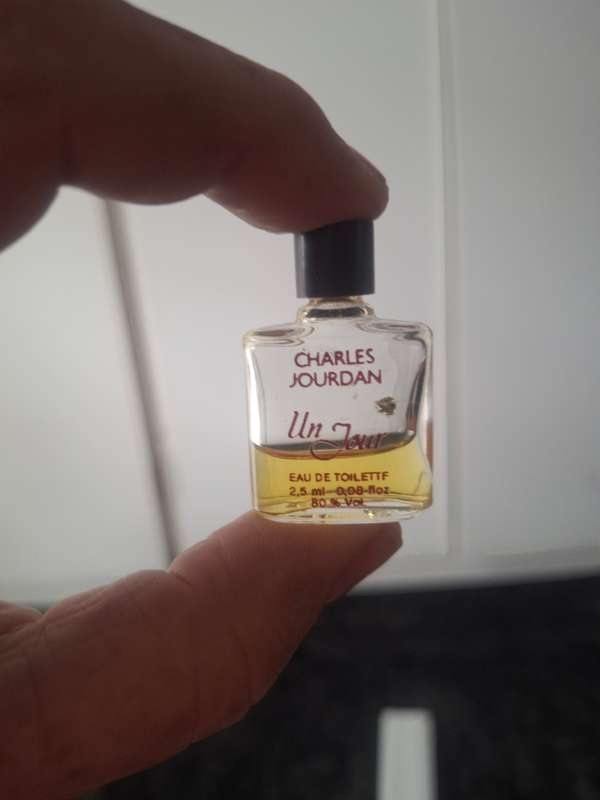 CHARLES
JOURDAN
Un Jour
EAU DE TOILETTE
2,5 ml 0,08 floz
80 % Vol